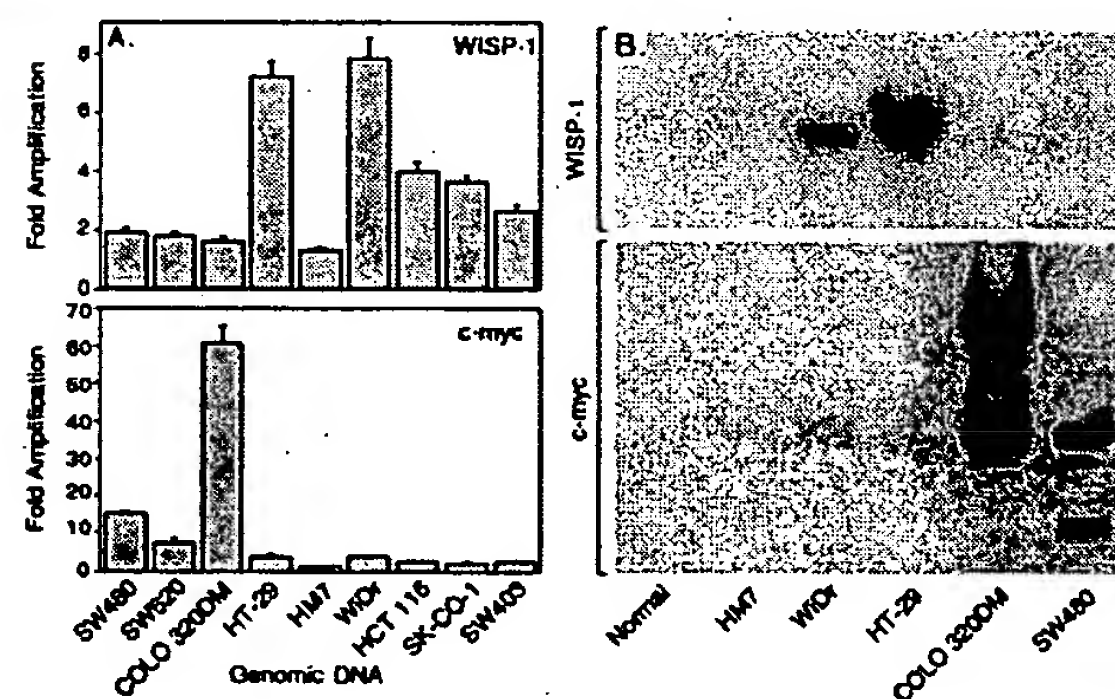 A.
WISP-1
Fold Amplification
8
6
4
2
0
c-myc
Fold Amplification
70
60
50
40
30
20
10
0
SW480
SW620
COLO 320DM
HT-29
HM7
WiDr
HCT 116
SK-CO-1
SW403
Genomic DNA
B.
WISP-1
c-myc
Normal
HM7
WiDr
HT-29
COLO 320DM
SW480